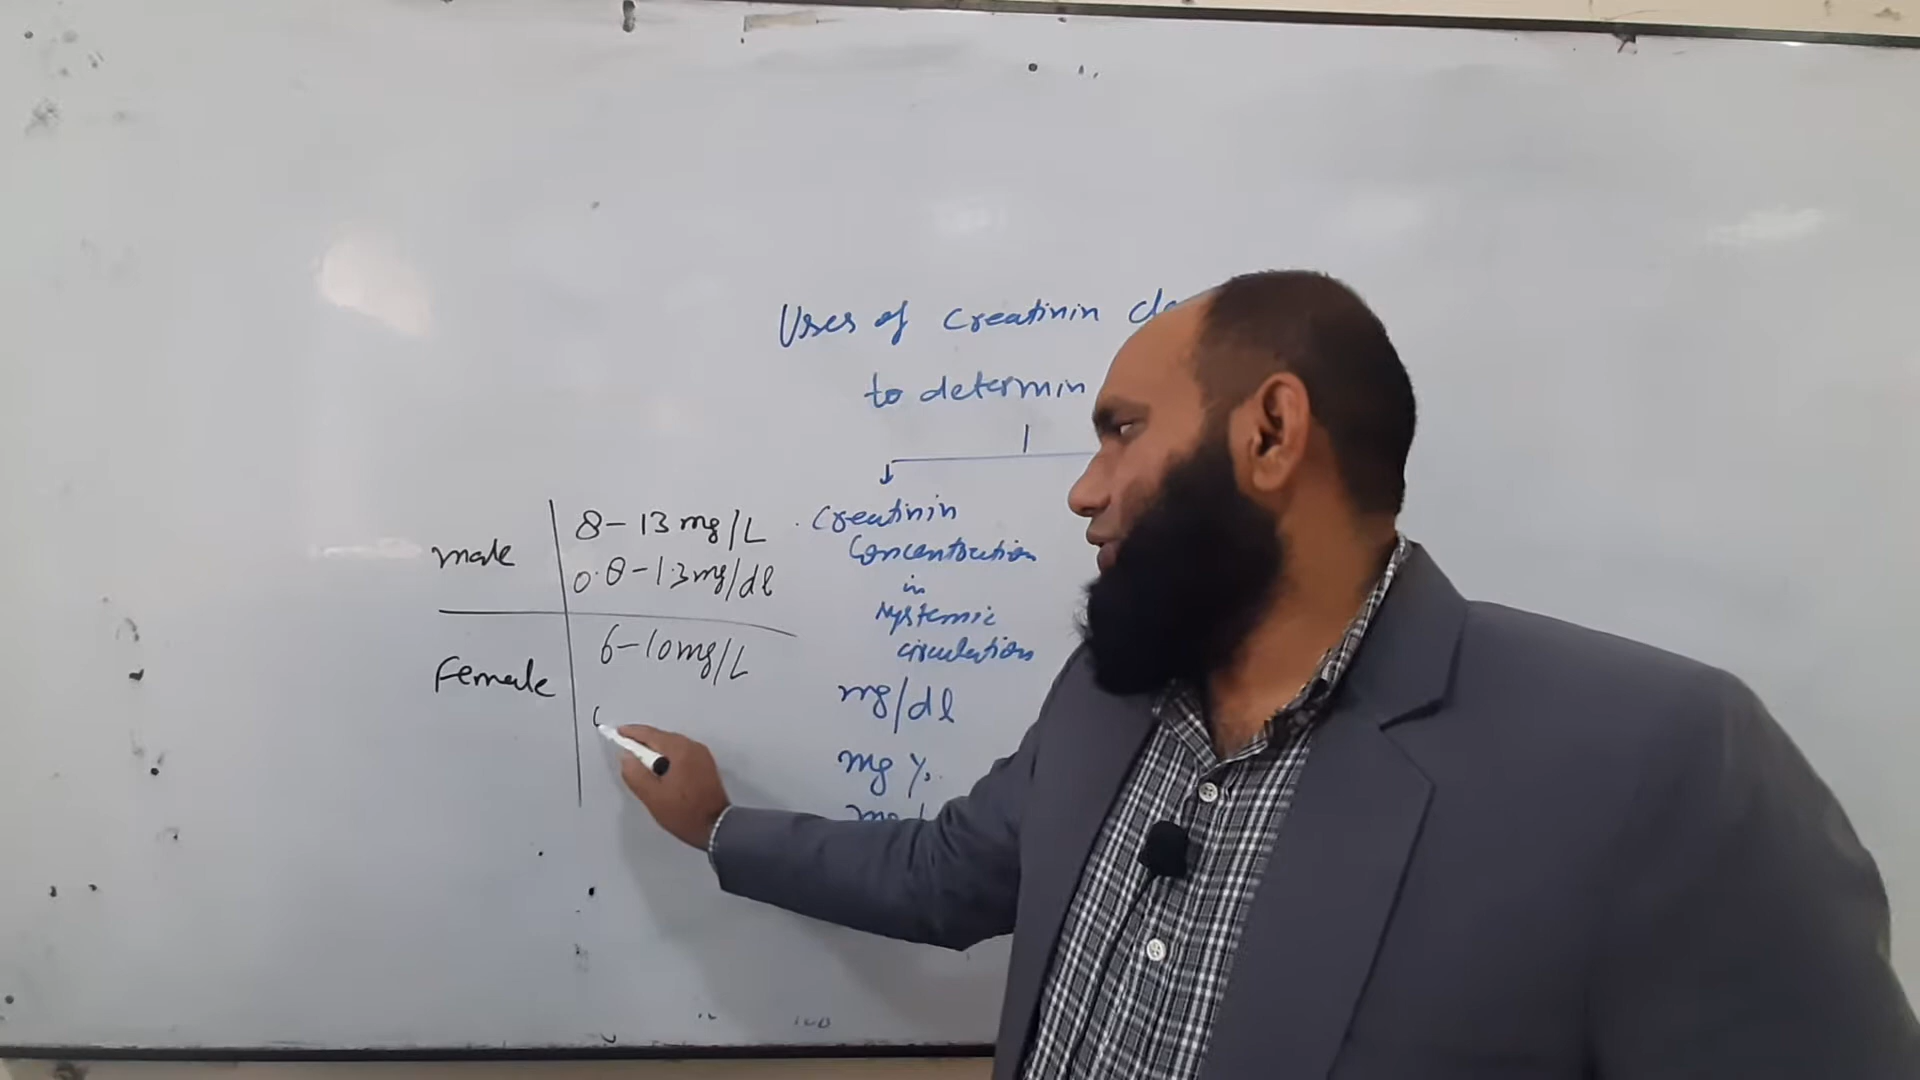 Uses of Creatinin
to determin
male
8-13 mg/L
0.8-1.3 mg/dl
Female
6-10 mg/L
Creatinin
Concentration
in
systemic
circulation
mg/dl
mg %